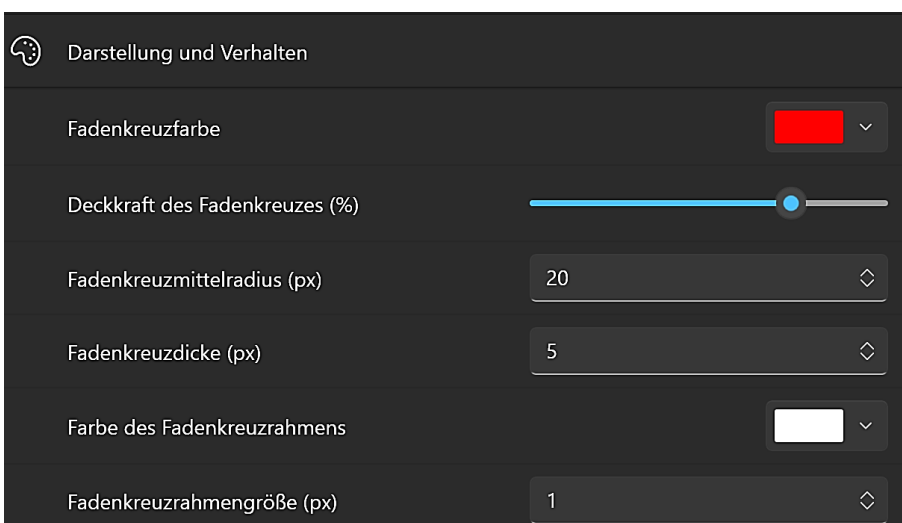 Darstellung und Verhalten
Fadenkreuzfarbe
Deckkraft des Fadenkreuzes (%)
Fadenkreuzmittelradius (px)
20
Fadenkreuzdicke (px)
5
Farbe des Fadenkreuzrahmens
Fadenkreuzrahmengröße (px)
1